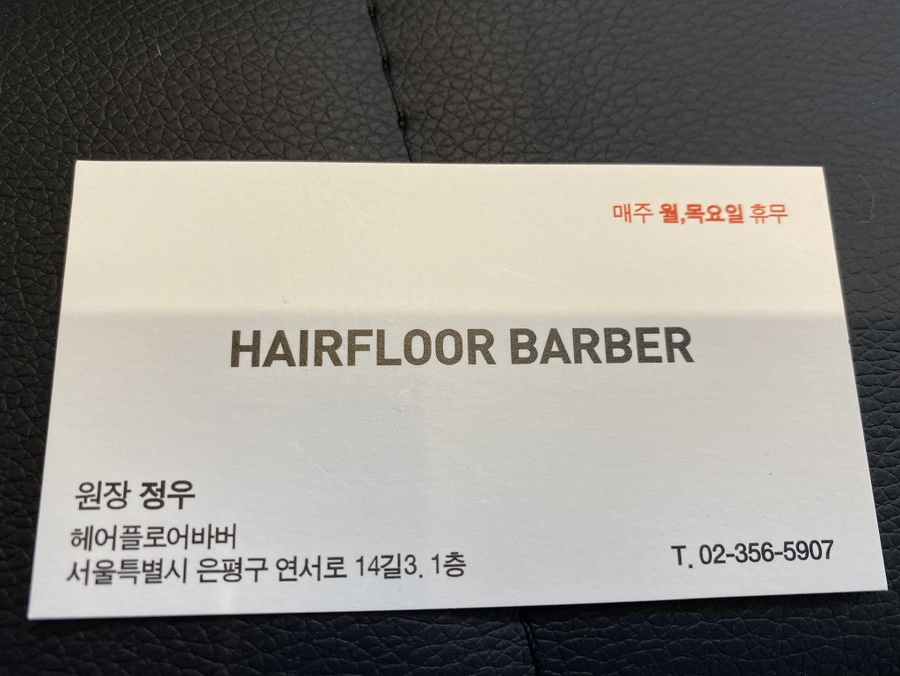 매주 월,목요일 휴무
HAIRFLOOR BARBER
원장 정우
헤어플로어바버
서울특별시 은평구 연서로 14길3. 1층
T. 02-356-5907